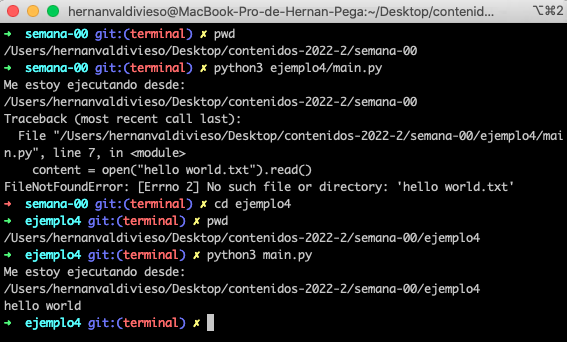 hernanvaldivieso@MacBook-Pro-de-Hernan-Pega:~/Desktop/contenid... ⌥⌘2
➜ semana-00 git:(terminal) ✗ pwd
/Users/hernanvaldivieso/Desktop/contenidos-2022-2/semana-00
➜ semana-00 git:(terminal) ✗ python3 ejemplo4/main.py
Me estoy ejecutando desde:
/Users/hernanvaldivieso/Desktop/contenidos-2022-2/semana-00
Traceback (most recent call last):
  File "/Users/hernanvaldivieso/Desktop/contenidos-2022-2/semana-00/ejemplo4/mai
n.py", line 7, in <module>
    content = open("hello world.txt").read()
FileNotFoundError: [Errno 2] No such file or directory: 'hello world.txt'
➜ semana-00 git:(terminal) ✗ cd ejemplo4
➜ ejemplo4 git:(terminal) ✗ pwd
/Users/hernanvaldivieso/Desktop/contenidos-2022-2/semana-00/ejemplo4
➜ ejemplo4 git:(terminal) ✗ python3 main.py
Me estoy ejecutando desde:
/Users/hernanvaldivieso/Desktop/contenidos-2022-2/semana-00/ejemplo4
hello world
➜ ejemplo4 git:(terminal) ✗